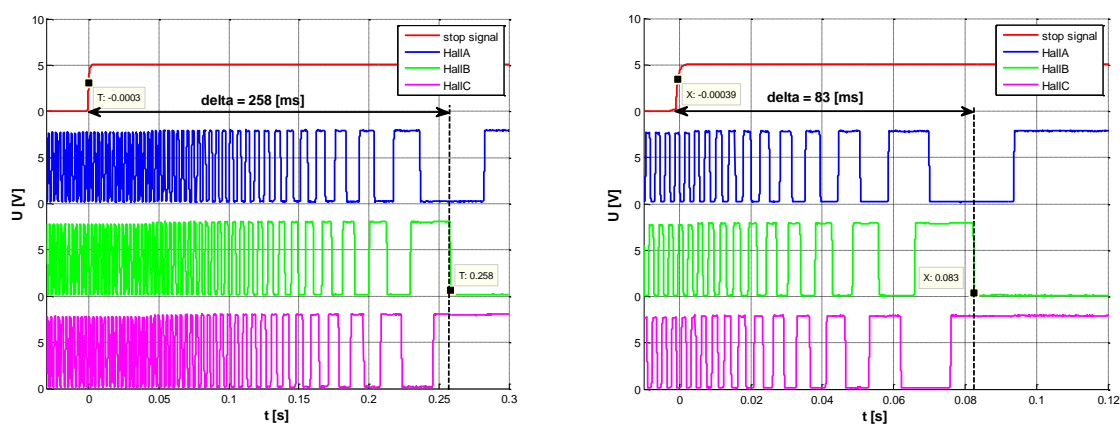 10
5
0
5
0
5
0
5
0
U [V]
stop signal
HallA
HallB
HallC
T: -0.0003
delta = 258 [ms]
T: 0.258
0 0.05 0.1 0.15 0.2 0.25 0.3
t [s]
10
5
0
5
0
5
0
5
0
U [V]
stop signal
HallA
HallB
HallC
X: -0.00039
delta = 83 [ms]
X: 0.083
0 0.02 0.04 0.06 0.08 0.1 0.12
t [s]